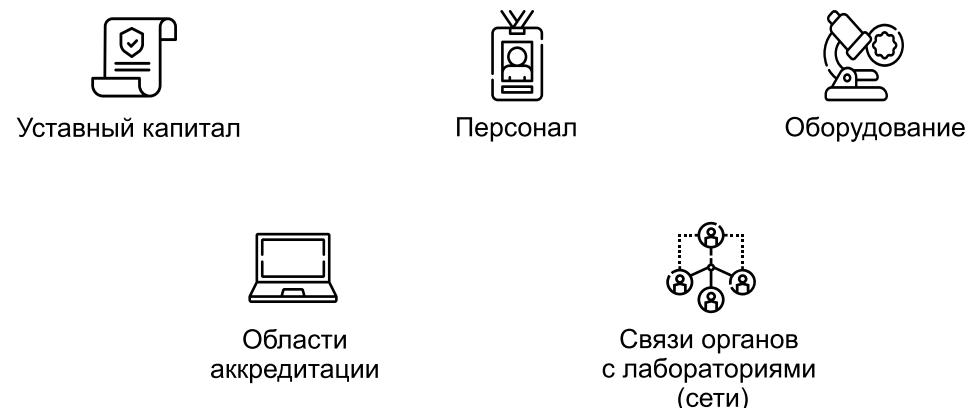 Уставный капитал
Персонал
Оборудование
Области
аккредитации
Связи органов
с лабораториями
(сети)